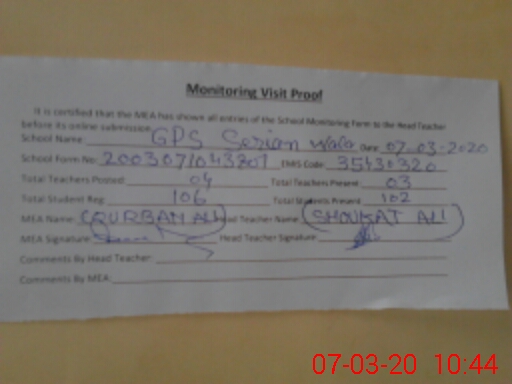 Monitoring Visit Proof
It is certified that the MEA has shown all entries of the School Monitoring Form to the Head Teacher
before its online submission
School Name: GPS Serian wala Date: 07-03-2020
School Form No: 2003071043801 EMIS Code: 35430320
Total Teachers Posted: 04 Total Teachers Present: 03
Total Student Reg: 106 Total Students Present: 102
MEA Name: QURBAN ALI Head Teacher Name: SHOUKAT ALI
MEA Signature: Head Teacher Signature:
Comments By Head Teacher:
Comments By MEA:
07-03-20 10:44